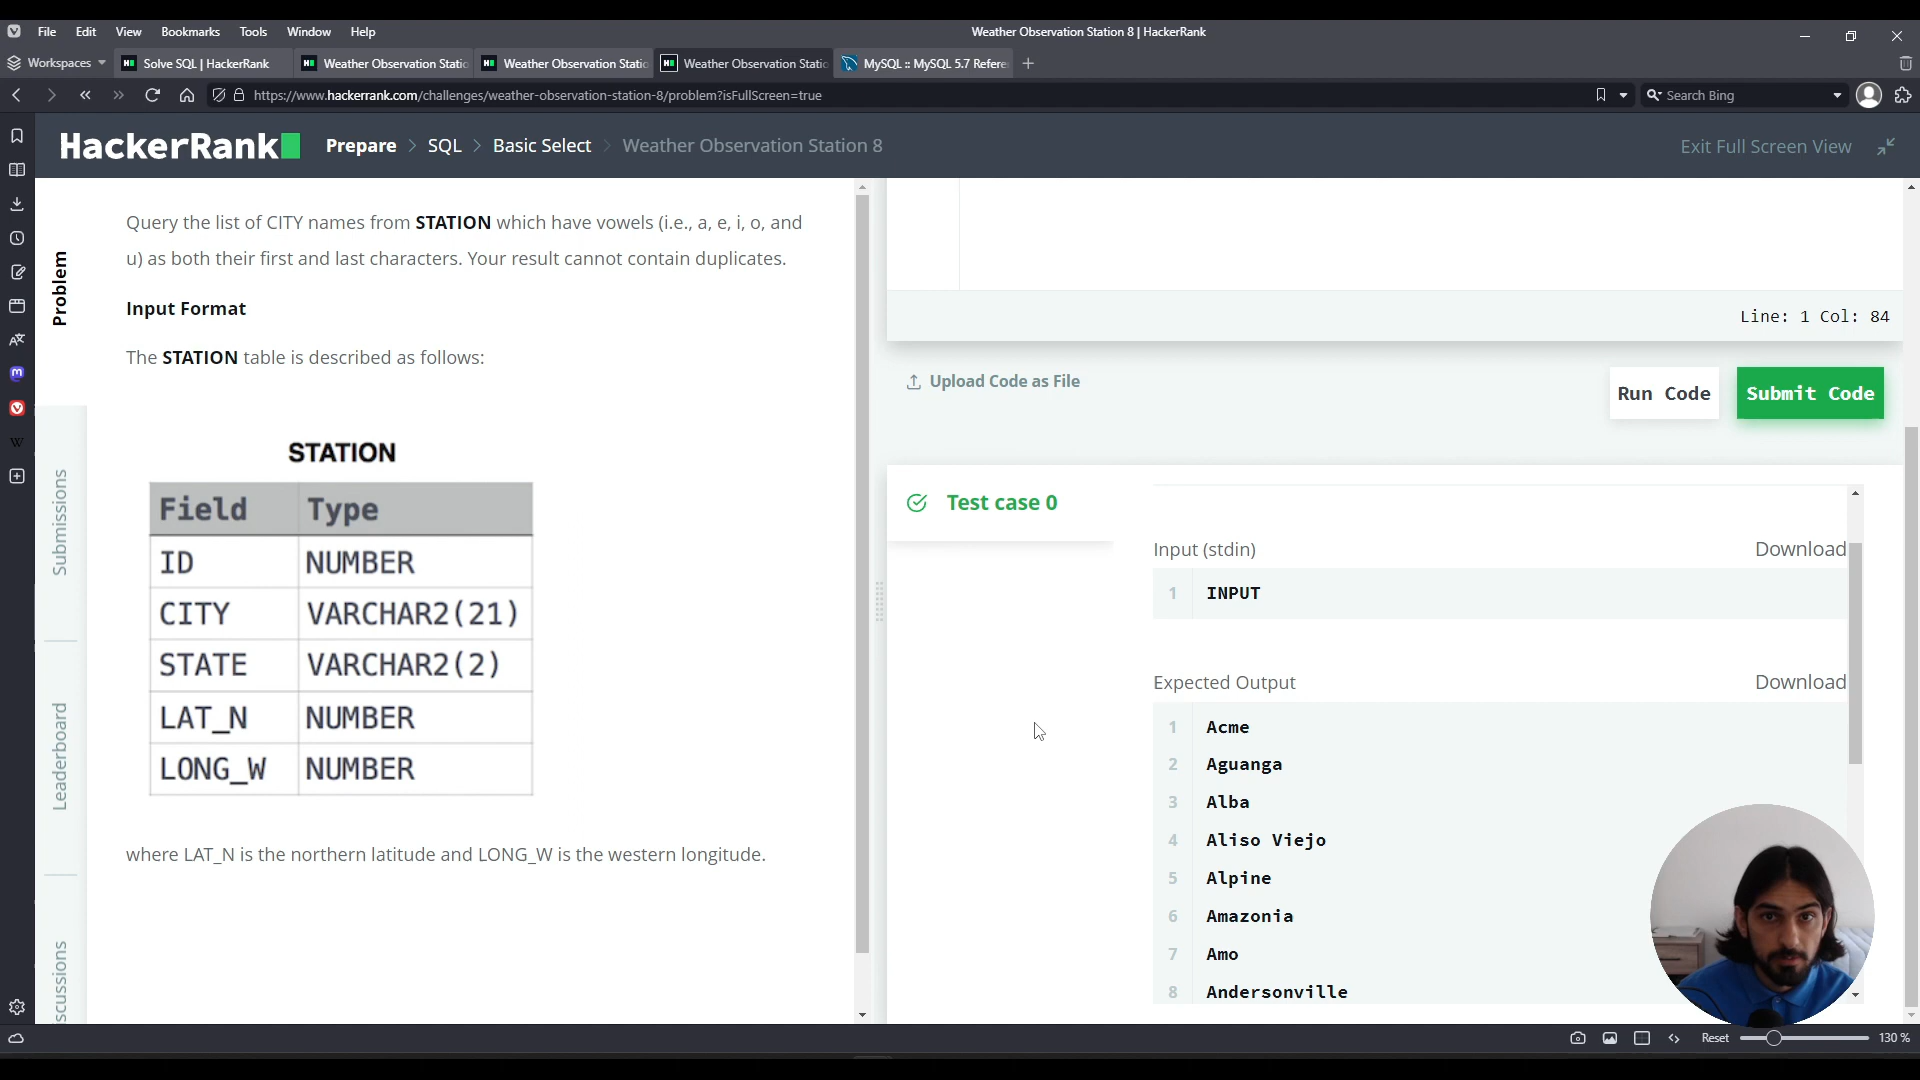 File Edit View Bookmarks Tools Window Help
Weather Observation Station 8 | HackerRank
Workspaces
Solve SQL | HackerRank
Weather Observation Static
Weather Observation Static
Weather Observation Static
MySQL :: MySQL 5.7 Refere
https://www.hackerrank.com/challenges/weather-observation-station-8/problem?isFullScreen=true
Search Bing
HackerRank
Prepare > SQL > Basic Select > Weather Observation Station 8
Exit Full Screen View
Problem
Submissions
Leaderboard
scussions
Query the list of CITY names from STATION which have vowels (i.e., a, e, i, o, and
u) as both their first and last characters. Your result cannot contain duplicates.
Input Format
The STATION table is described as follows:
STATION
Field Type
ID NUMBER
CITY VARCHAR2(21)
STATE VARCHAR2(2)
LAT_N NUMBER
LONG_W NUMBER
where LAT_N is the northern latitude and LONG_W is the western longitude.
Line: 1 Col: 84
Upload Code as File
Run Code
Submit Code
Test case 0
Input (stdin)
Download
1 INPUT
Expected Output
Download
1 Acme
2 Aguanga
3 Alba
4 Aliso Viejo
5 Alpine
6 Amazonia
7 Amo
8 Andersonville
Reset
130 %